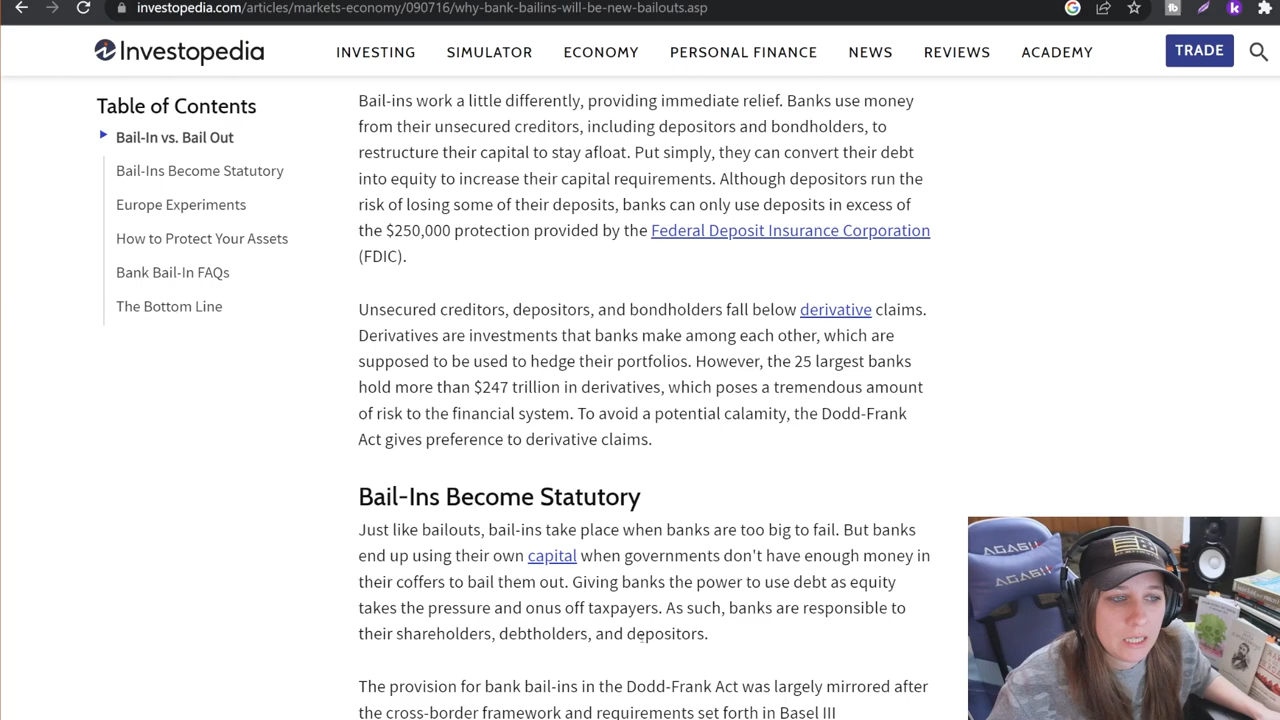 investopedia.com/articles/markets-economy/090716/why-bank-bailins-will-be-new-bailouts.asp
Investopedia
INVESTING SIMULATOR ECONOMY PERSONAL FINANCE NEWS REVIEWS ACADEMY TRADE
Table of Contents
Bail-In vs. Bail Out
Bail-Ins Become Statutory
Europe Experiments
How to Protect Your Assets
Bank Bail-In FAQs
The Bottom Line
Bail-ins work a little differently, providing immediate relief. Banks use money
from their unsecured creditors, including depositors and bondholders, to
restructure their capital to stay afloat. Put simply, they can convert their debt
into equity to increase their capital requirements. Although depositors run the
risk of losing some of their deposits, banks can only use deposits in excess of
the $250,000 protection provided by the Federal Deposit Insurance Corporation
(FDIC).
Unsecured creditors, depositors, and bondholders fall below derivative claims.
Derivatives are investments that banks make among each other, which are
supposed to be used to hedge their portfolios. However, the 25 largest banks
hold more than $247 trillion in derivatives, which poses a tremendous amount
of risk to the financial system. To avoid a potential calamity, the Dodd-Frank
Act gives preference to derivative claims.
Bail-Ins Become Statutory
Just like bailouts, bail-ins take place when banks are too big to fail. But banks
end up using their own capital when governments don't have enough money in
their coffers to bail them out. Giving banks the power to use debt as equity
takes the pressure and onus off taxpayers. As such, banks are responsible to
their shareholders, debtholders, and depositors.
The provision for bank bail-ins in the Dodd-Frank Act was largely mirrored after
the cross-border framework and requirements set forth in Basel III